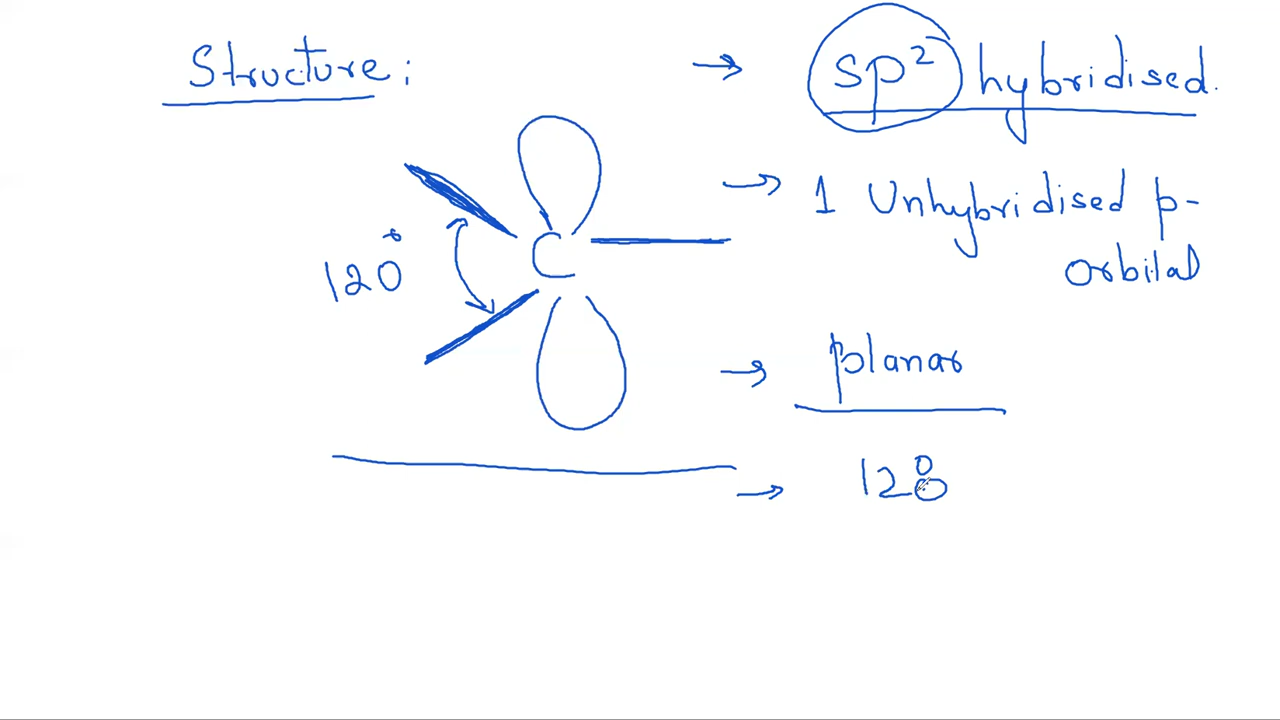 Structure:
→ sp² hybridised.
→ 1 Unhybridised p-
orbital
C
120°
→ planar
→ 120°